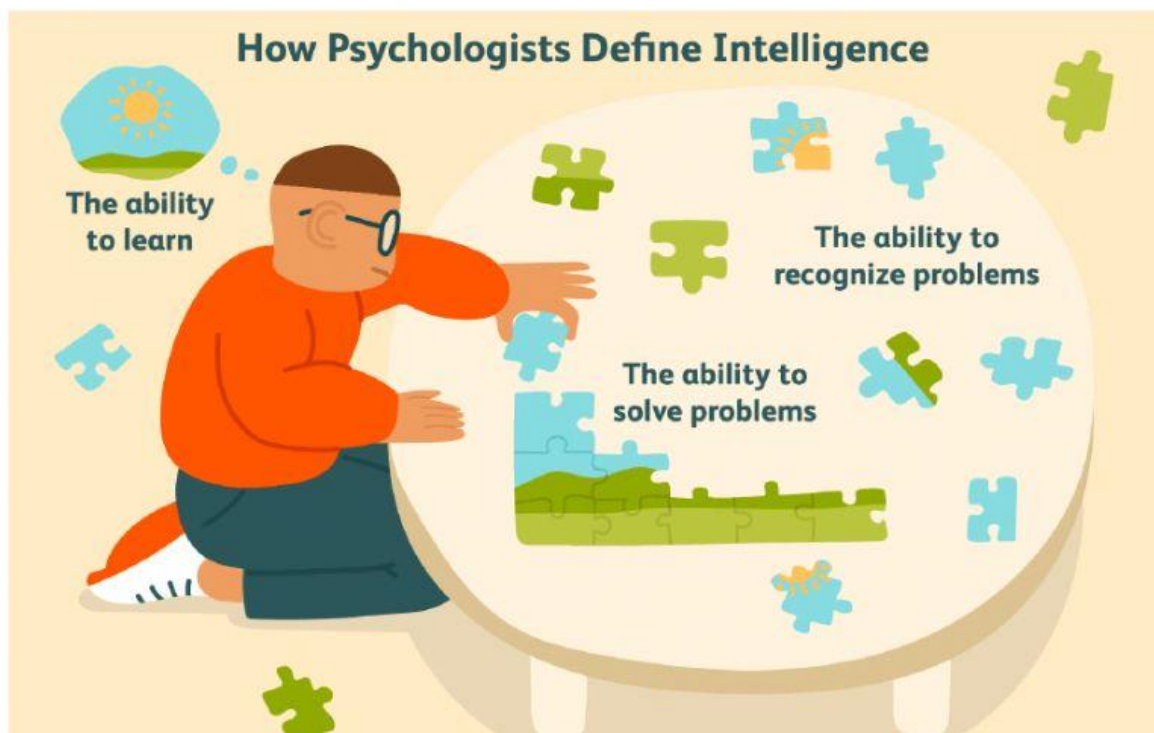 How Psychologists Define Intelligence
The ability
to learn
The ability to
recognize problems
The ability to
solve problems